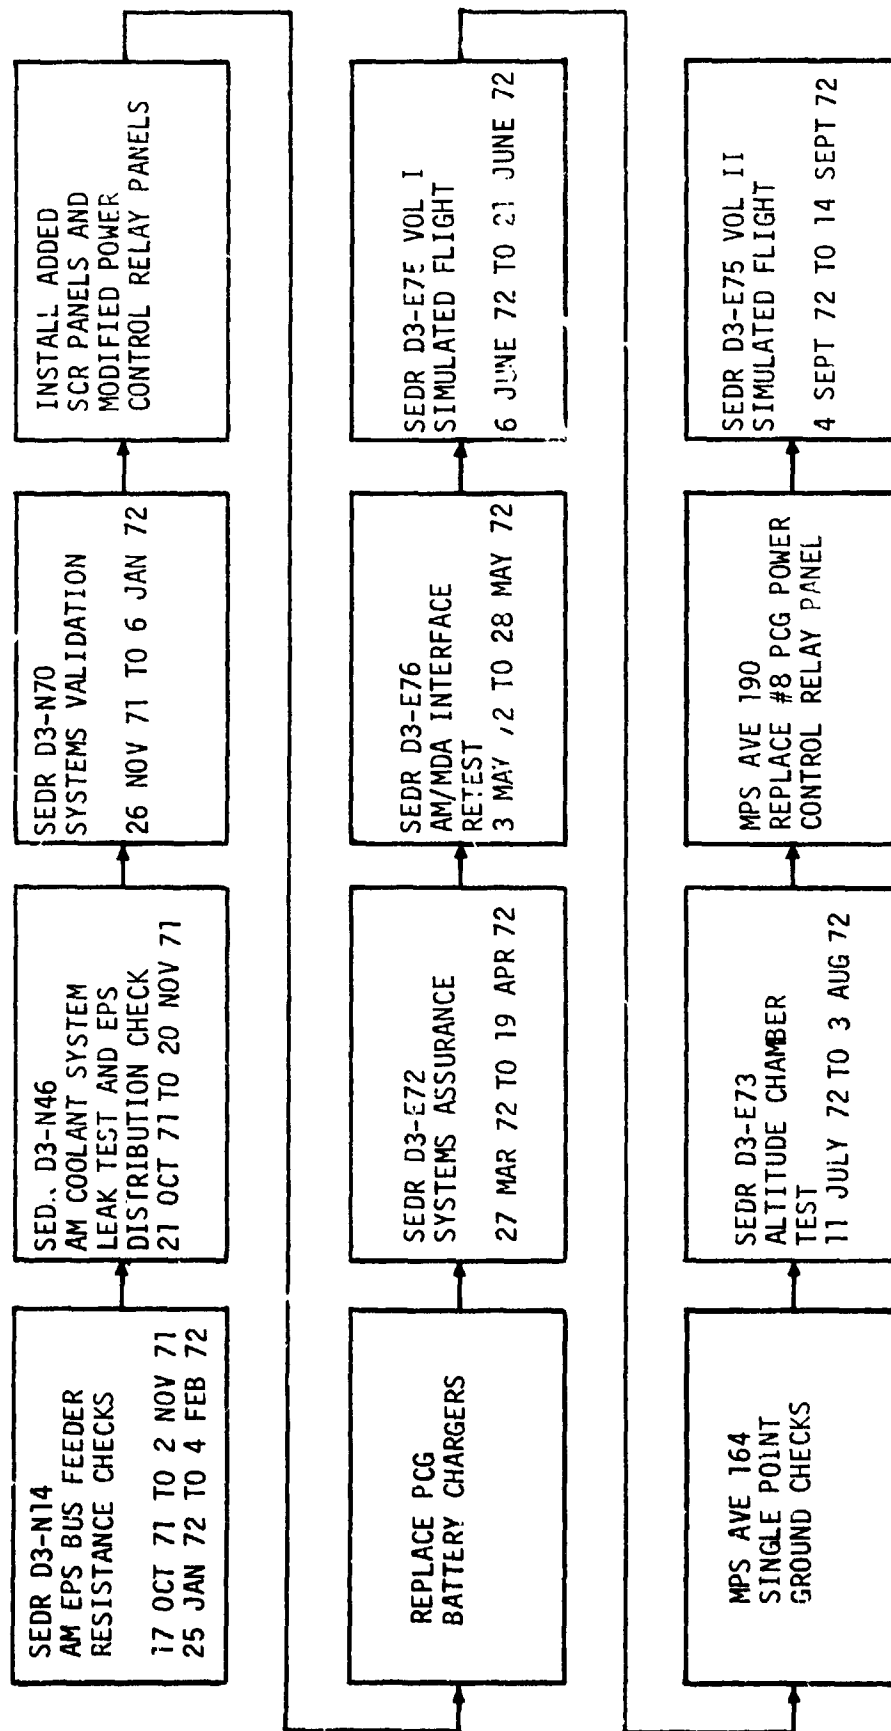 SEDR D3-N14
AM EPS BUS FEEDER
RESISTANCE CHECKS
17 OCT 71 TO 2 NOV 71
25 JAN 72 TO 4 FEB 72
SED.. D3-N46
AM COOLANT SYSTEM
LEAK TEST AND EPS
DISTRIBUTION CHECK
21 OCT 71 TO 20 NOV 71
SEDR D3-N70
SYSTEMS VALIDATION
26 NOV 71 TO 6 JAN 72
INSTALL ADDED
SCR PANELS AND
MODIFIED POWER
CONTROL RELAY PANELS
REPLACE PCG
BATTERY CHARGERS
SEDR D3-E72
SYSTEMS ASSURANCE
27 MAR 72 TO 19 APR 72
SEDR D3-E76
AM/MDA INTERFACE
RETEST
3 MAY 72 TO 28 MAY 72
SEDR D3-E75 VOL I
SIMULATED FLIGHT
6 JUNE 72 TO 21 JUNE 72
MPS AVE 164
SINGLE POINT
GROUND CHECKS
SEDR D3-E73
ALTITUDE CHAMBER
TEST
11 JULY 72 TO 3 AUG 72
MPS AVE 190
REPLACE #8 PCG POWER
CONTROL RELAY PANEL
SEDR D3-E75 VOL II
SIMULATED FLIGHT
4 SEPT 72 TO 14 SEPT 72